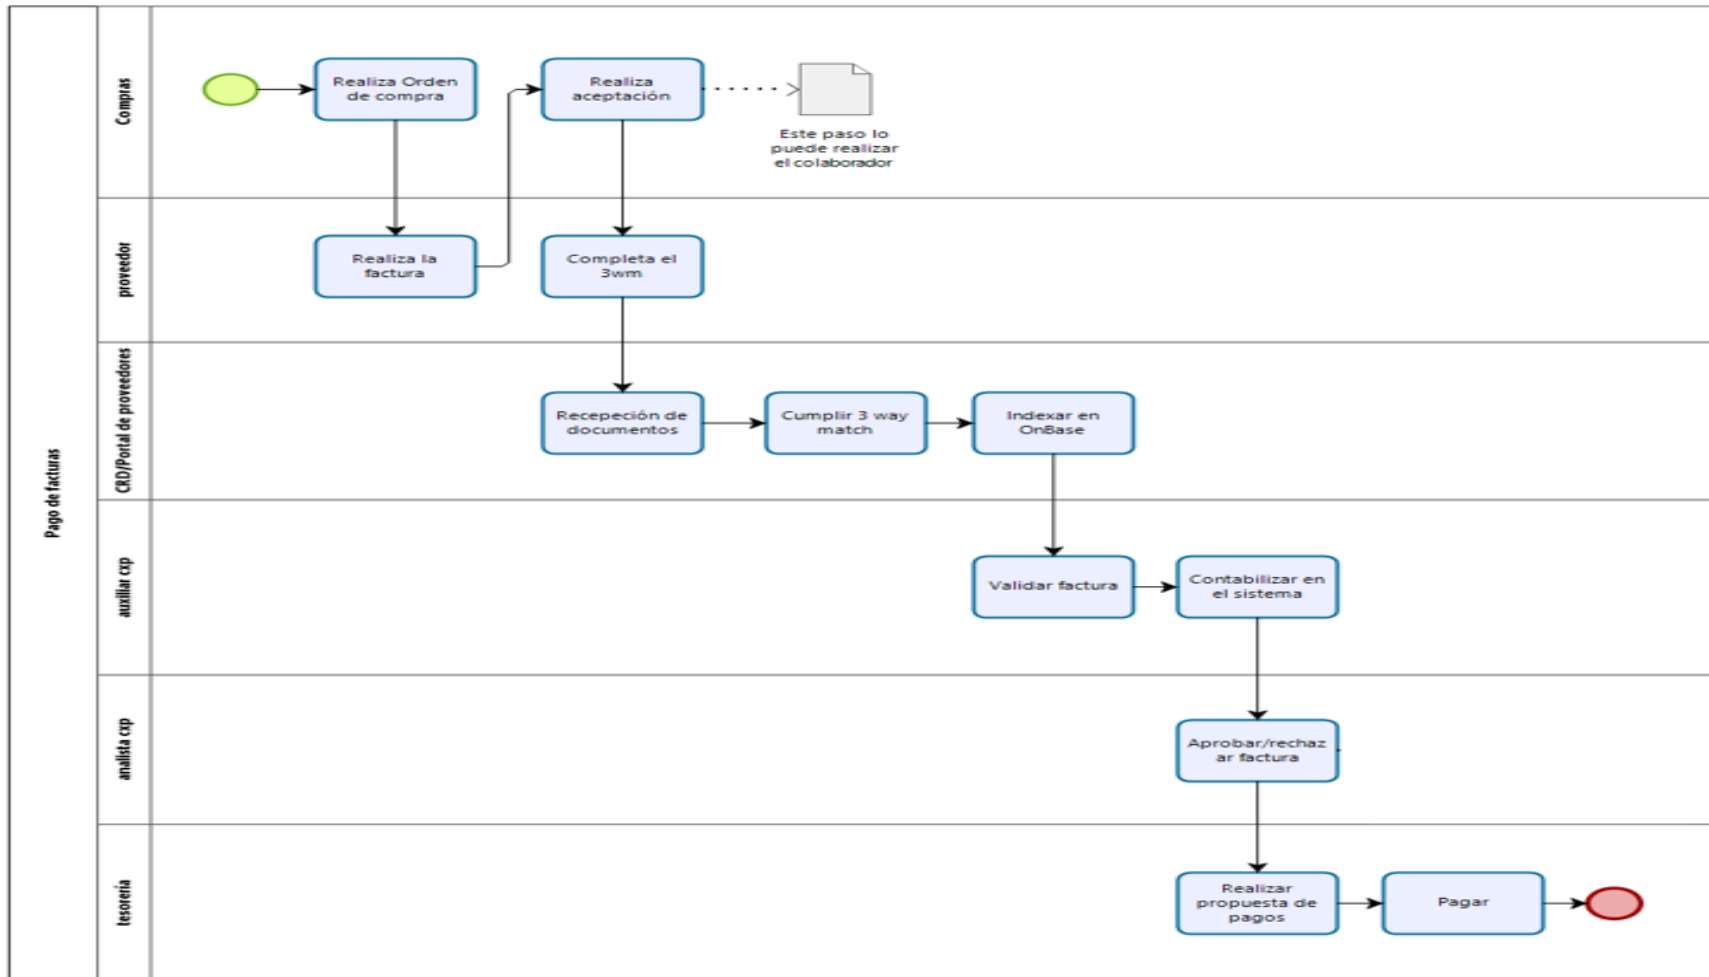 Pago de facturas
Compras
Realiza Orden
de compra
Realiza
aceptación
Este paso lo
puede realizar
el colaborador
proveedor
Realiza la
factura
Completa el
3wm
CRD/Portal de proveedores
Recepeción de
documentos
Cumplir 3 way
match
Indexar en
OnBase
auxiliar cxp
Validar factura
Contabilizar en
el sistema
analista cxp
Aprobar/rechaz
ar factura
tesorería
Realizar
propuesta de
pagos
Pagar